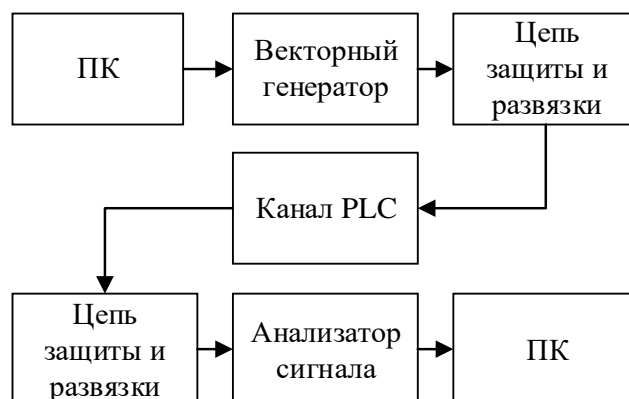 ПК
Векторный
генератор
Цепь
защиты и
развязки
Канал PLC
Цепь
защиты и
развязки
Анализатор
сигнала
ПК